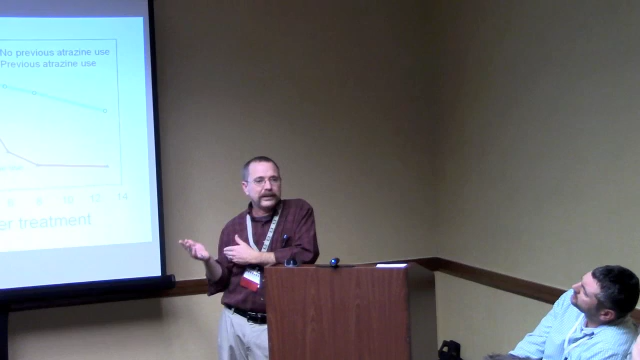 No previous atrazine use
Previous atrazine use
8 10 12 14
er treatment